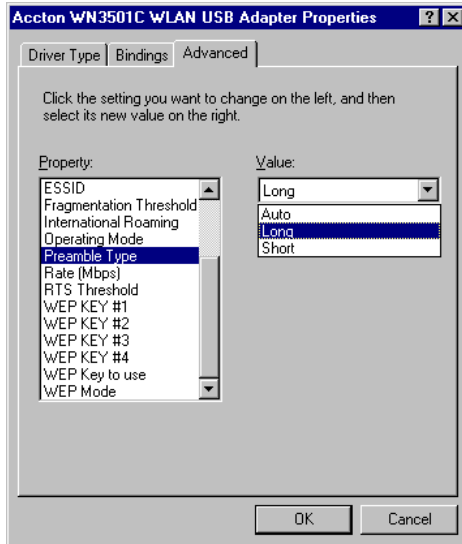 Accton WN3501C WLAN USB Adapter Properties ? X
Driver Type Bindings Advanced
Click the setting you want to change on the left, and then
select its new value on the right.
Property:
ESSID
Fragmentation Threshold
International Roaming
Operating Mode
Preamble Type
Rate (Mbps)
RTS Threshold
WEP KEY #1
WEP KEY #2
WEP KEY #3
WEP KEY #4
WEP Key to use
WEP Mode
Value:
Long
Auto
Long
Short
OK Cancel